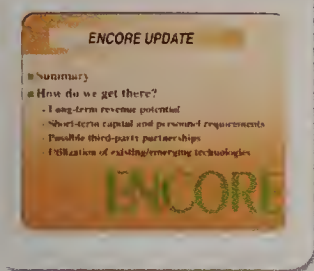 ENCORE UPDATE
Summary
How do we get there?
- Long-term revenue potential
- Short-term capital and personnel requirements
- Possible third-party partnerships
- Utilization of existing/emerging technologies
ENCORE